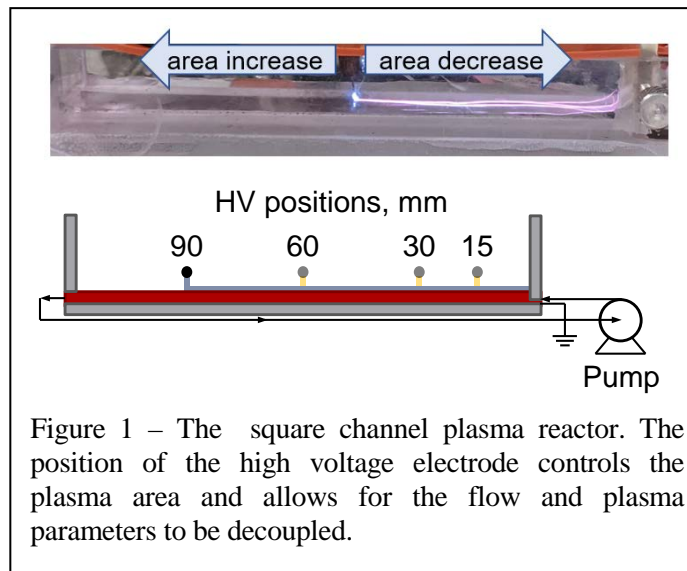 area increase area decrease
HV positions, mm
90 60 30 15
Pump
Figure 1 – The square channel plasma reactor. The
position of the high voltage electrode controls the
plasma area and allows for the flow and plasma
parameters to be decoupled.